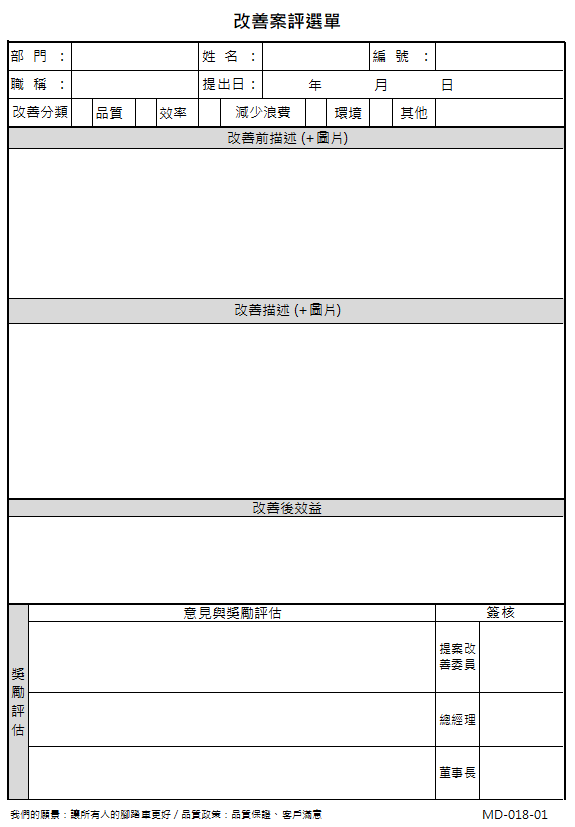 改善案評選單
部門： 姓名： 編號：
職稱： 提出日： 年 月 日
改善分類 品質 效率 減少浪費 環境 其他
改善前描述 (+圖片)
改善描述 (+圖片)
改善後效益
意見與獎勵評估 簽核
獎勵評估
提案改
善委員
總經理
董事長
我們的願景：讓所有人的腳踏車更好 / 品質政策：品質保證、客戶滿意 MD-018-01